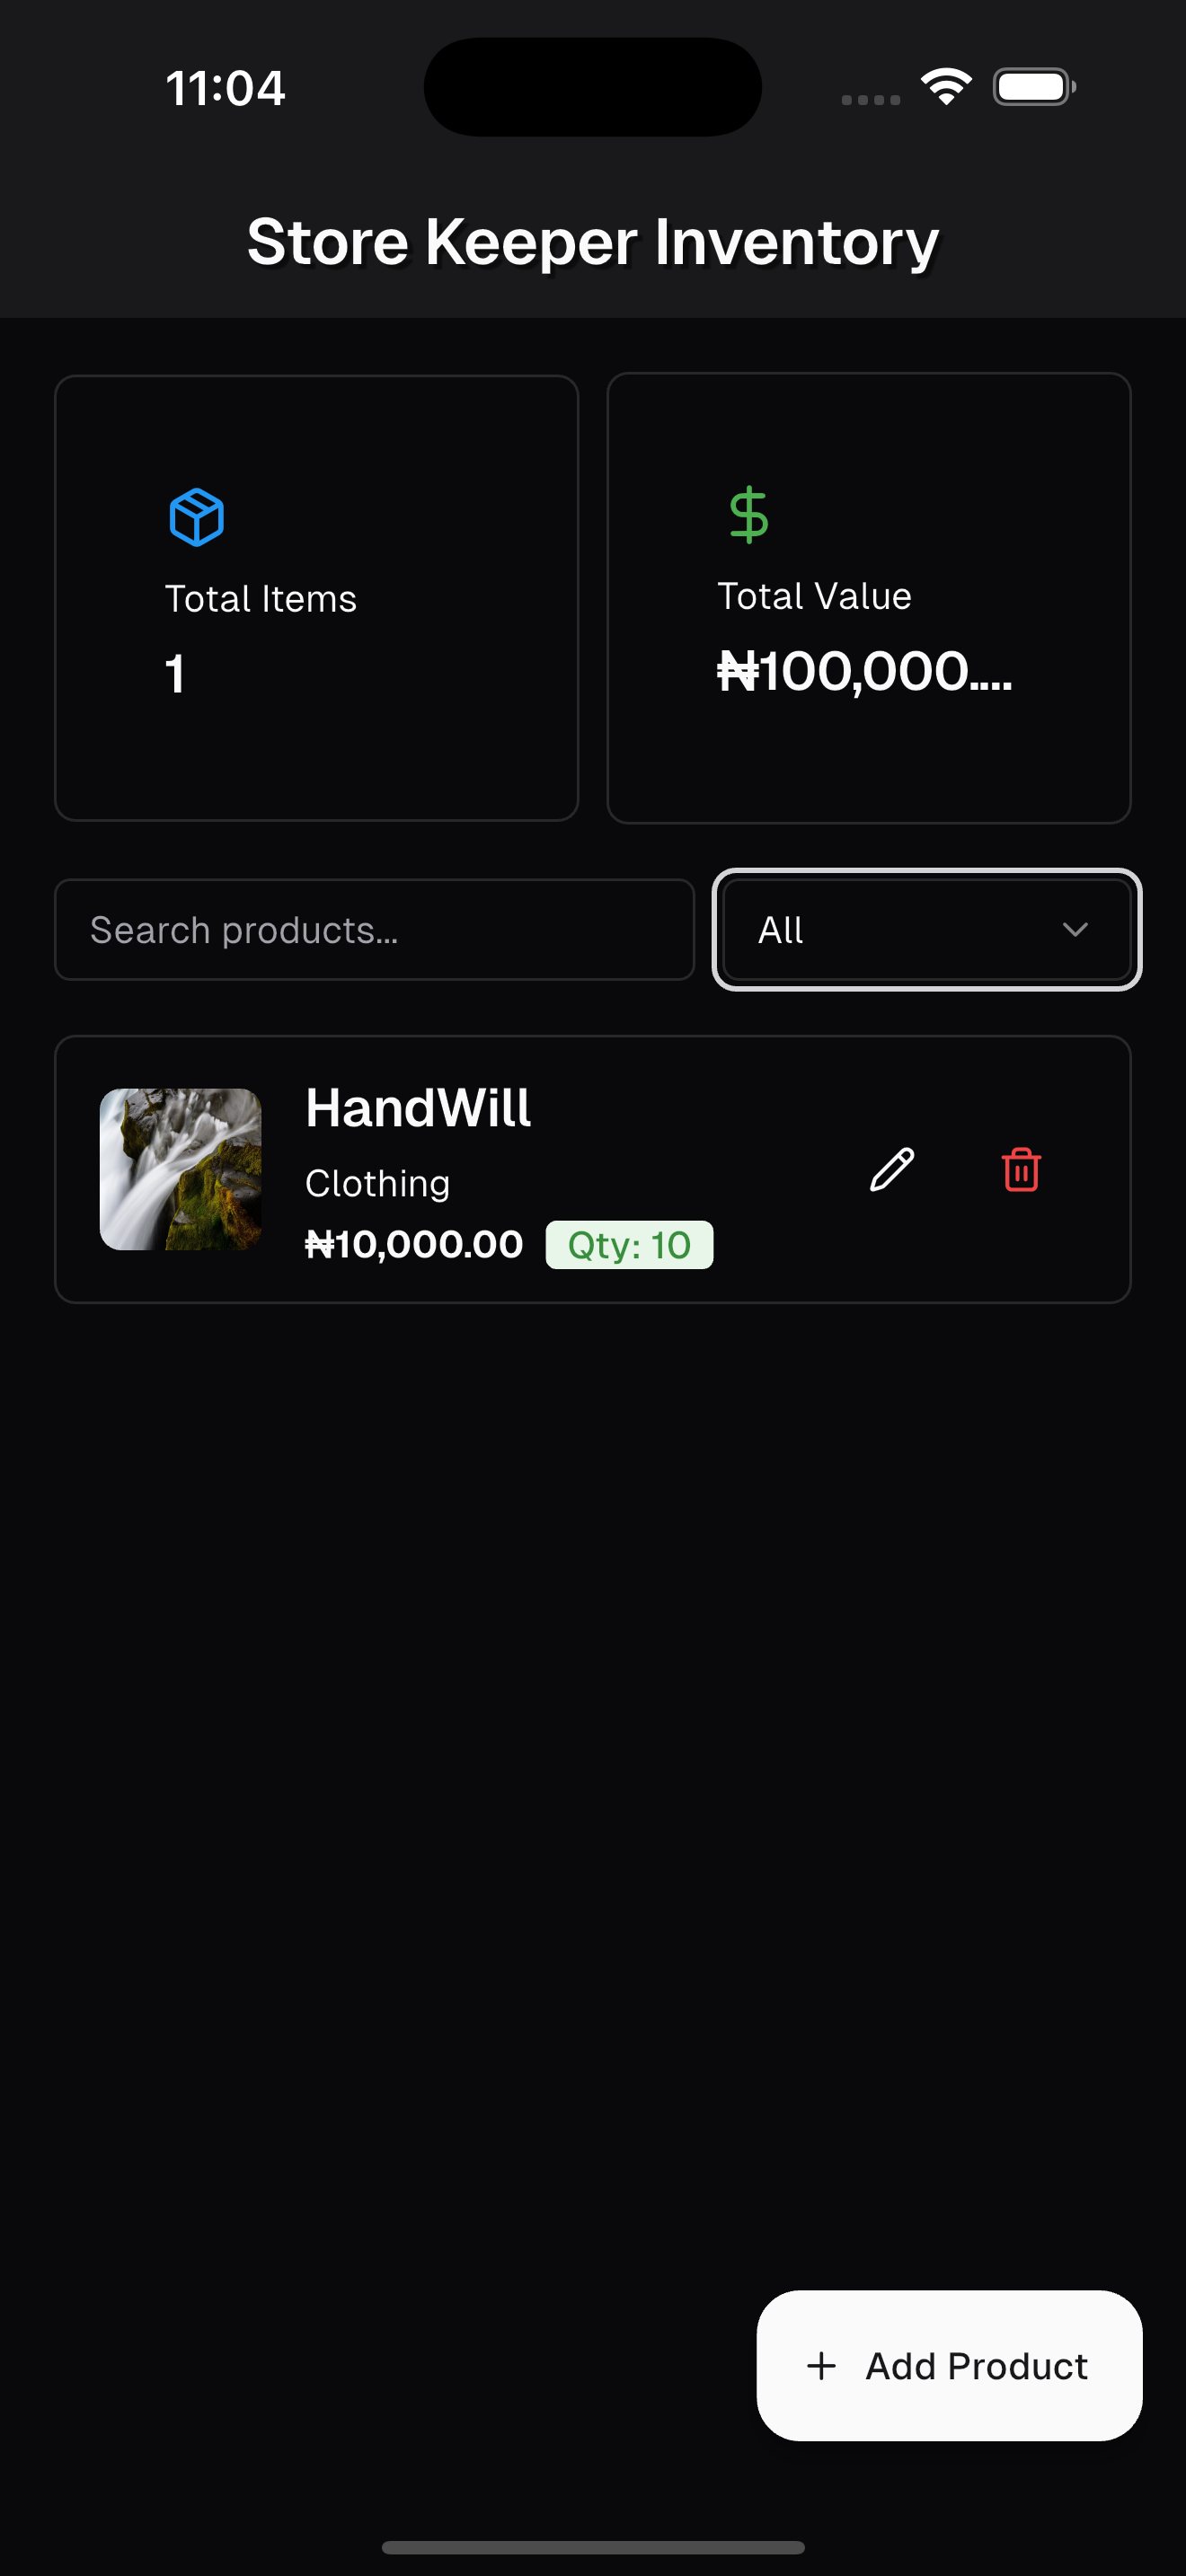 11:04
Store Keeper Inventory
Total Items
1
Total Value
₦100,000....
Search products...
All
HandWill
Clothing
₦10,000.00 Qty: 10
+ Add Product